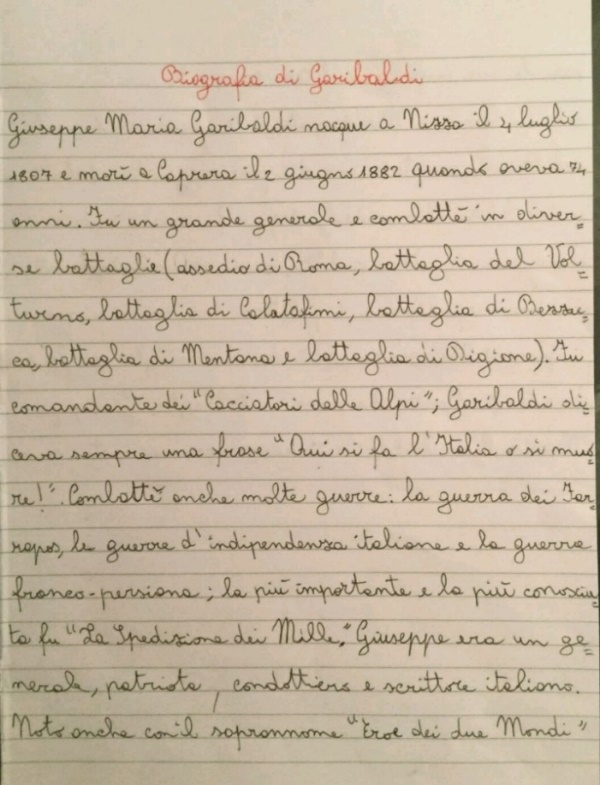 Biografia di Garibaldi
Giuseppe Maria Garibaldi nacque a Nizza il 4 luglio
1807 e morì a Caprera il 2 giugno 1882 quando aveva 74
anni. Fu un grande generale e combattè in diver=
se battaglie (assedio di Roma, battaglia del Vol=
turno, battaglia di Calatafimi, battaglia di Bezzu=
ca, battaglia di Mentana e battaglia di Digione). Fu
comandante dei "Cacciatori delle Alpi"; Garibaldi di=
ceva sempre una frase "Qui si fa l'Italia o si muo=
re!". Combattè anche molte guerre: la guerra dei Far=
rapos, le guerre d'indipendenza italiane e la guerra
franco-persiana; la più importante e la più conosciu=
ta fu "La Spedizione dei Mille." Giuseppe era un ge=
nerale, patriota, condottiero e scrittore italiano.
Noto anche con il soprannome "Eroe dei due Mondi"